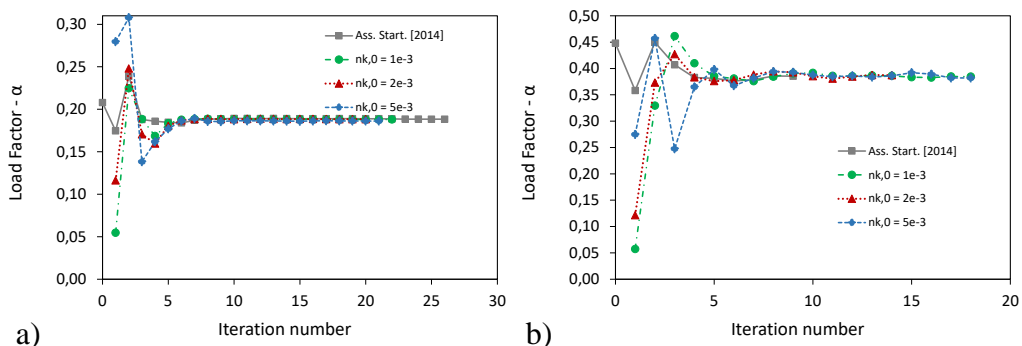 0,30
0,25
0,20
0,15
0,10
0,05
0,00
Load Factor - α
0 5 10 15 20 25 30
Iteration number
Ass. Start. [2014]
nk,0 = 1e-3
nk,0 = 2e-3
nk,0 = 5e-3
a)
0,50
0,45
0,40
0,35
0,30
0,25
0,20
0,15
0,10
0,05
0,00
Load Factor - α
0 5 10 15 20
Iteration number
Ass. Start. [2014]
nk,0 = 1e-3
nk,0 = 2e-3
nk,0 = 5e-3
b)